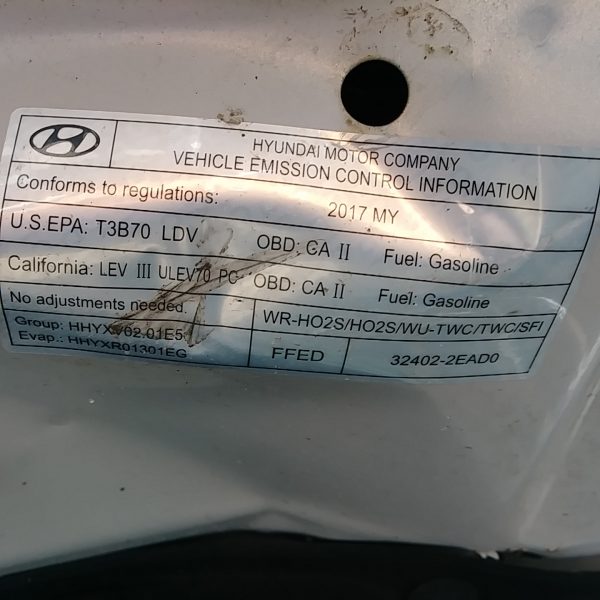 HYUNDAI MOTOR COMPANY
VEHICLE EMISSION CONTROL INFORMATION
Conforms to regulations: 2017 MY
U.S.EPA: T3B70 LDV OBD: CA II Fuel: Gasoline
California: LEV III ULEV70 PC OBD: CA II Fuel: Gasoline
No adjustments needed. WR-HO2S/HO2S/WU-TWC/TWC/SFI
Group: HHYXV02.01E5
Evap.: HHYXR01301EG FFED 32402-2EAD0